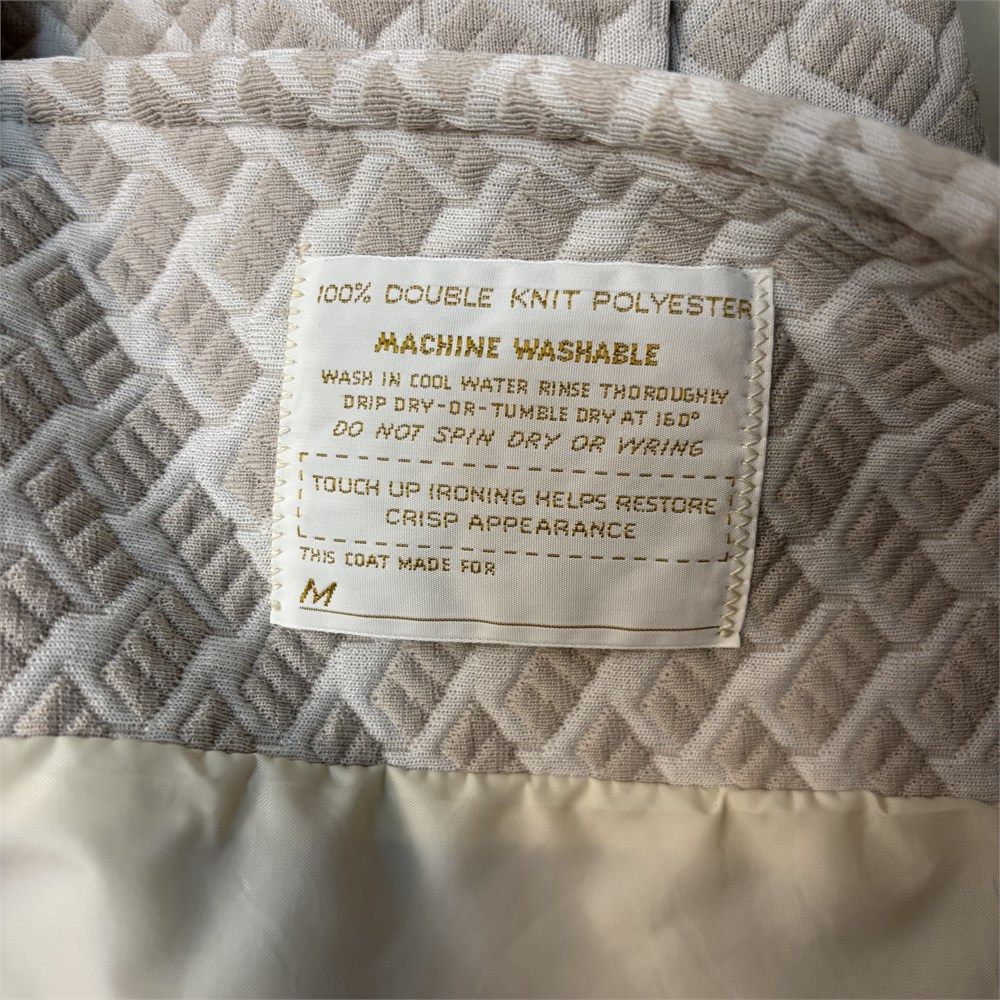 100% DOUBLE KNIT POLYESTER
MACHINE WASHABLE
WASH IN COOL WATER RINSE THOROUGHLY
DRIP DRY-OR-TUMBLE DRY AT 160°
DO NOT SPIN DRY OR WRING
TOUCH UP IRONING HELPS RESTORE
CRISP APPEARANCE
THIS COAT MADE FOR
M